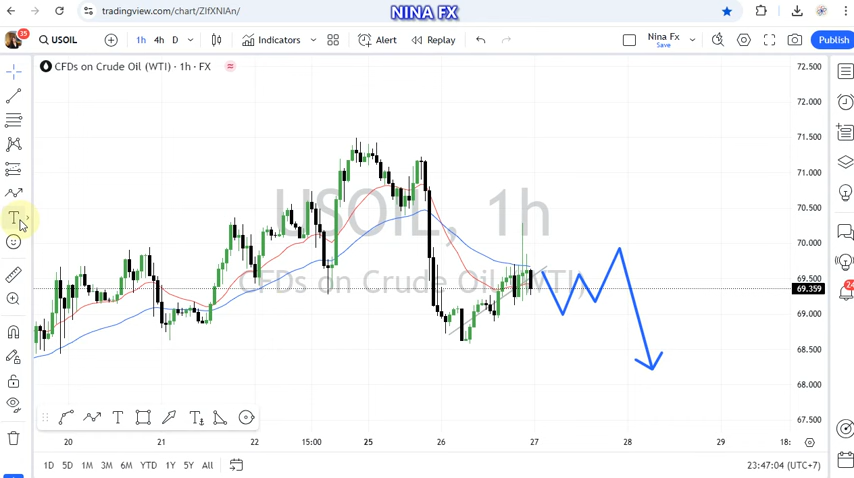 NINA FX
tradingview.com/chart/ZIfXNIAn/
35
USOIL
1h
4h
D
Indicators
Alert
Replay
Nina Fx
Save
Publish
CFDs on Crude Oil (WTI) · 1h · FX
USOIL, 1h
CFDs on Crude Oil (WTI)
72.500
72.000
71.500
71.000
70.500
70.000
69.500
69.359
69.000
68.500
68.000
67.500
24
20
21
22
15:00
25
26
27
28
29
18:
1D
5D
1M
3M
6M
YTD
1Y
5Y
All
23:47:04 (UTC+7)